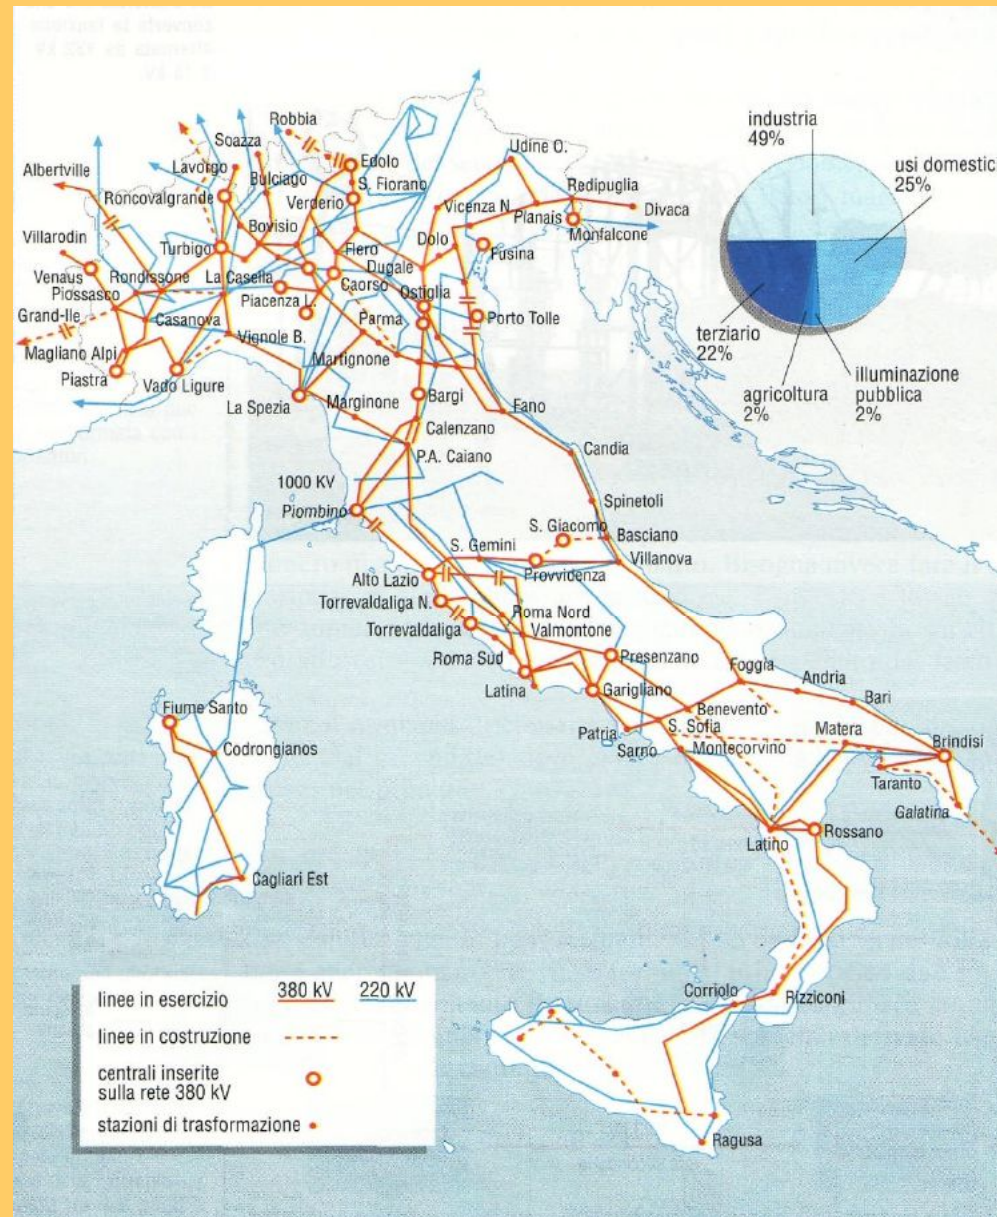 Robbia
Soazza
Albertville
Lavorgo
Edolo
Udine O.
Roncovalgrande
Bulciago
S. Fiorano
Verderio
Redipuglia
Vicenza N.
Planais
Divaca
Villarodin
Bovisio
Monfalcone
Turbigo
Flero
Dolo
Fusina
Venaus
Rondissone
La Casella
Dugale
Caorso
Piossasco
Ostiglia
Piacenza L.
Grand-Ile
Casanova
Parma
Porto Tolle
Magliano Alpi
Vignole B.
Martignone
Piastra
Vado Ligure
La Spezia
Marginone
Bargi
Fano
Calenzano
P.A. Caiano
Candia
1000 KV
Piombino
Spinetoli
S. Giacomo
Basciano
S. Gemini
Villanova
Provvidenza
Alto Lazio
Torrevaldaliga N.
Roma Nord
Torrevaldaliga
Valmontone
Roma Sud
Presenzano
Foggia
Andria
Latina
Garigliano
Bari
Fiume Santo
Benevento
Patria
S. Sofia
Matera
Codrongianos
Sarno
Montecorvino
Brindisi
Taranto
Galatina
Latino
Rossano
Cagliari Est
Corriolo
Rizziconi
Ragusa
industria
49%
usi domestic
25%
terziario
22%
agricoltura
2%
illuminazione
pubblica
2%
linee in esercizio 380 kV 220 kV
linee in costruzione
centrali inserite
sulla rete 380 kV
stazioni di trasformazione